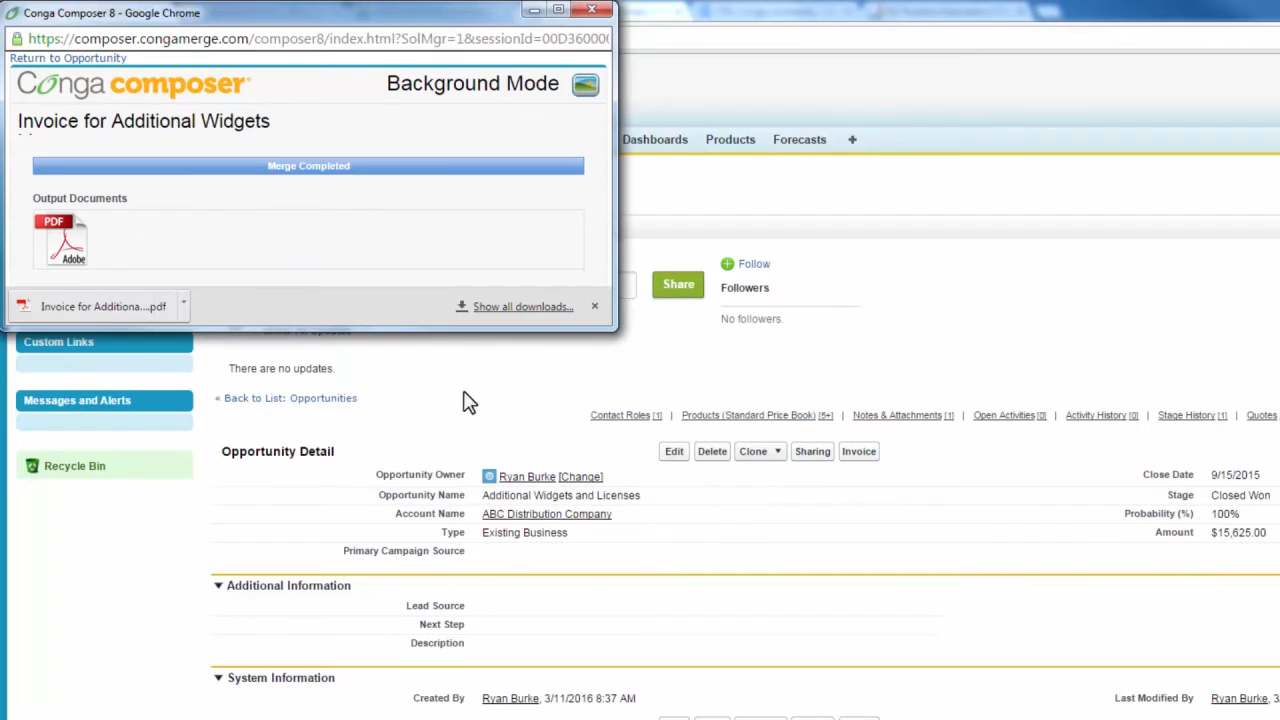 Conga Composer 8 - Google Chrome
https://composer.congamerge.com/composer8/index.html?SolMgr=1&sessionId=00D36000
Return to Opportunity
Conga composer
Background Mode
Invoice for Additional Widgets
Merge Completed
Output Documents
PDF
Adobe
Invoice for Additiona....pdf
Show all downloads...
Dashboards Products Forecasts
Share
Follow
Followers
No followers.
Custom Links
There are no updates.
Messages and Alerts
« Back to List: Opportunities
Recycle Bin
Contact Roles [1] | Products (Standard Price Book) [5+] | Notes & Attachments [1] | Open Activities [0] | Activity History [0] | Stage History [1] | Quotes
Opportunity Detail
Edit Delete Clone Sharing Invoice
Opportunity Owner Ryan Burke [Change] Close Date 9/15/2015
Opportunity Name Additional Widgets and Licenses Stage Closed Won
Account Name ABC Distribution Company Probability (%) 100%
Type Existing Business Amount $15,625.00
Primary Campaign Source
Additional Information
Lead Source
Next Step
Description
System Information
Created By Ryan Burke, 3/11/2016 8:37 AM Last Modified By Ryan Burke, 3